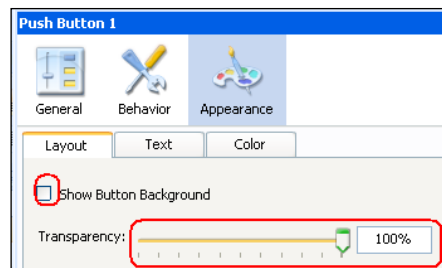 Push Button 1
General Behavior Appearance
Layout Text Color
Show Button Background
Transparency: 100%